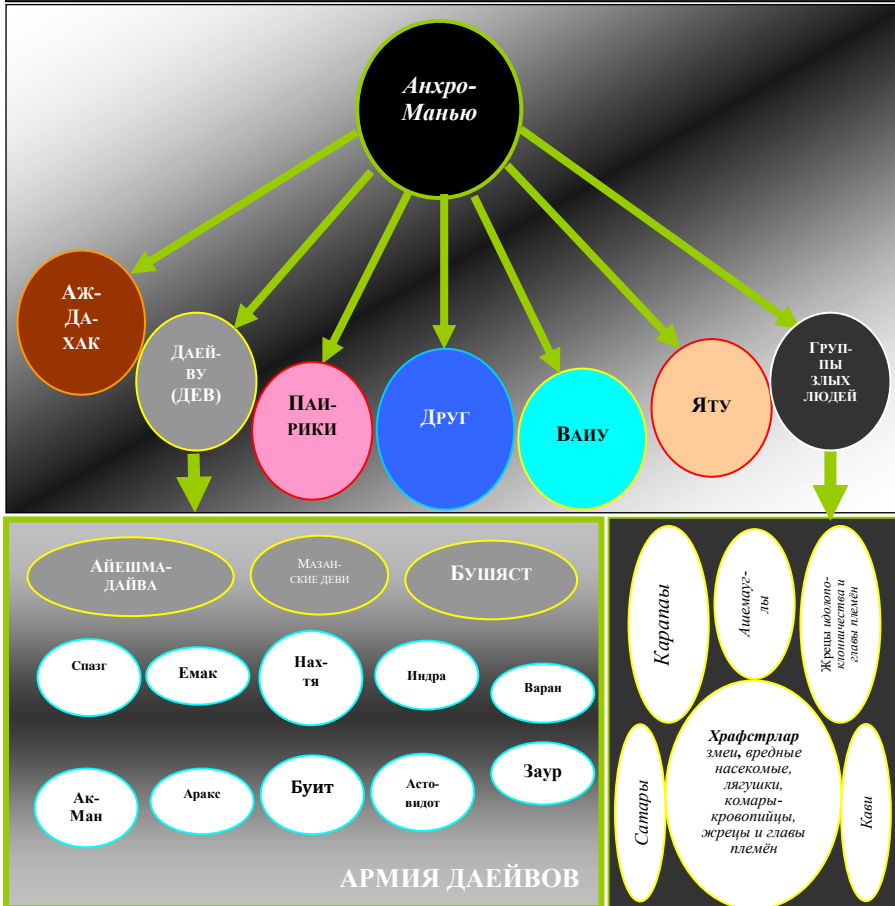 Анхро-
Манью
Аж-
Да-
хак
Даей-
ву
(дев)
Паи-
рики
Друг
Ваиу
Яту
Груп-
пы
злых
людей
Айешма-
дайва
Мазан-
ские деви
Бушяст
Спазг
Емак
Нах-
тя
Индра
Варан
Ак-
Ман
Аракс
Буит
Асто-
видот
Заур
АРМИЯ ДАЕЙВОВ
Карапаы
Ашемауг-
лы
Жрецы идолопо-
клонничества и
главы племён
Сатары
Храфстрлар
змеи, вредные
насекомые,
лягушки,
комары-
кровопийцы,
жрецы и главы
племён
Кави